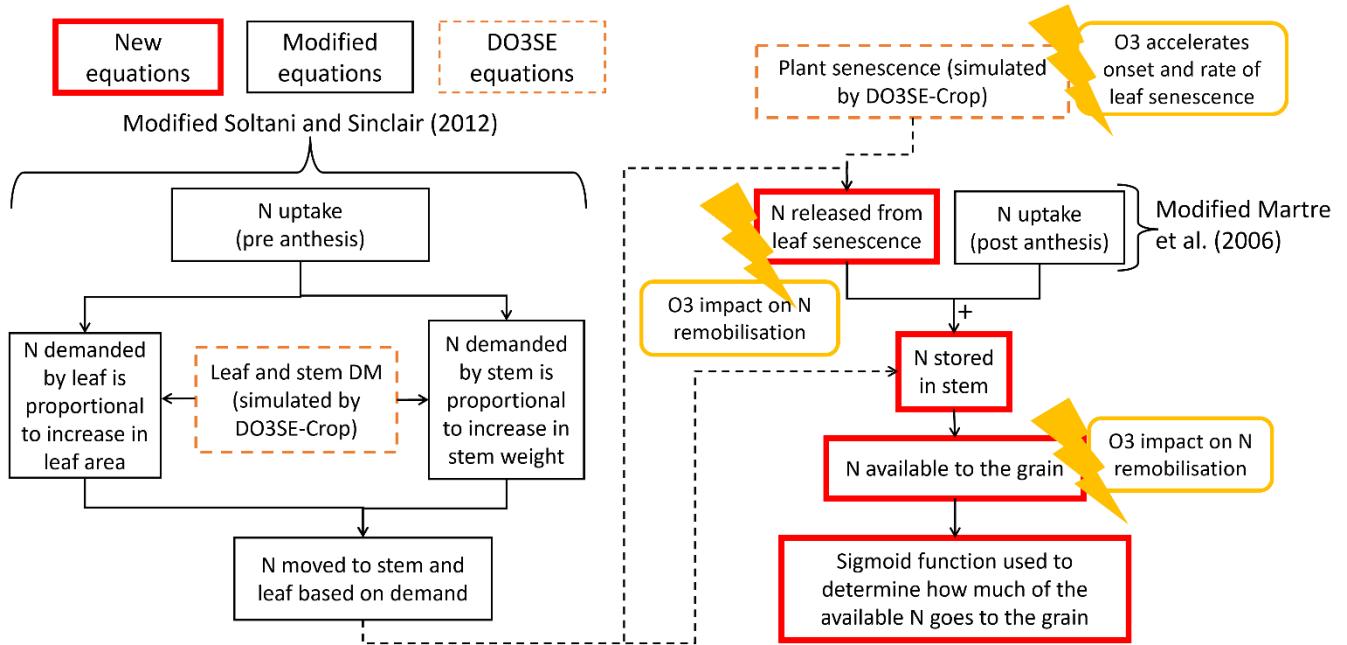 New
equations
Modified
equations
DO3SE
equations
Modified Soltani and Sinclair (2012)
N uptake
(pre anthesis)
N demanded
by leaf is
proportional
to increase in
leaf area
Leaf and stem DM
(simulated by
DO3SE-Crop)
N demanded
by stem is
proportional
to increase in
stem weight
N moved to stem and
leaf based on demand
Plant senescence (simulated
by DO3SE-Crop)
O3 accelerates
onset and rate of
leaf senescence
N released from
leaf senescence
N uptake
(post anthesis)
Modified Martre
et al. (2006)
O3 impact on N
remobilisation
+
N stored
in stem
N available to the grain
O3 impact on N
remobilisation
Sigmoid function used to
determine how much of the
available N goes to the grain